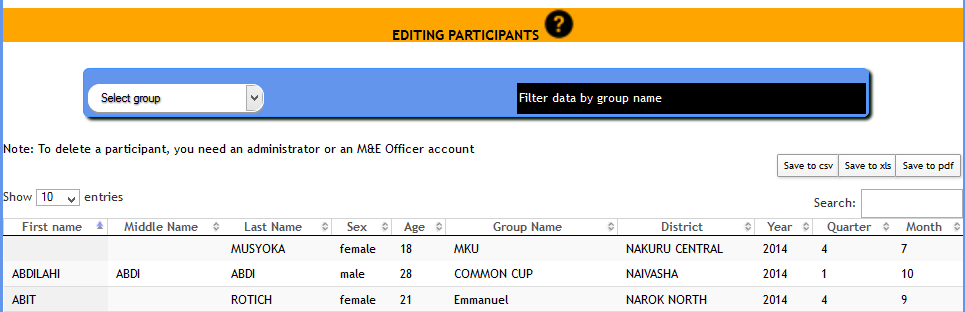 EDITING PARTICIPANTS ?
Select group
Filter data by group name
Note: To delete a participant, you need an administrator or an M&E Officer account
Save to csv Save to xls Save to pdf
Show 10 entries
Search:
First name Middle Name Last Name Sex Age Group Name District Year Quarter Month
MUSYOKA female 18 MKU NAKURU CENTRAL 2014 4 7
ABDILAHI ABDI ABDI male 28 COMMON CUP NAIVASHA 2014 1 10
ABIT ROTICH female 21 Emmanuel NAROK NORTH 2014 4 9